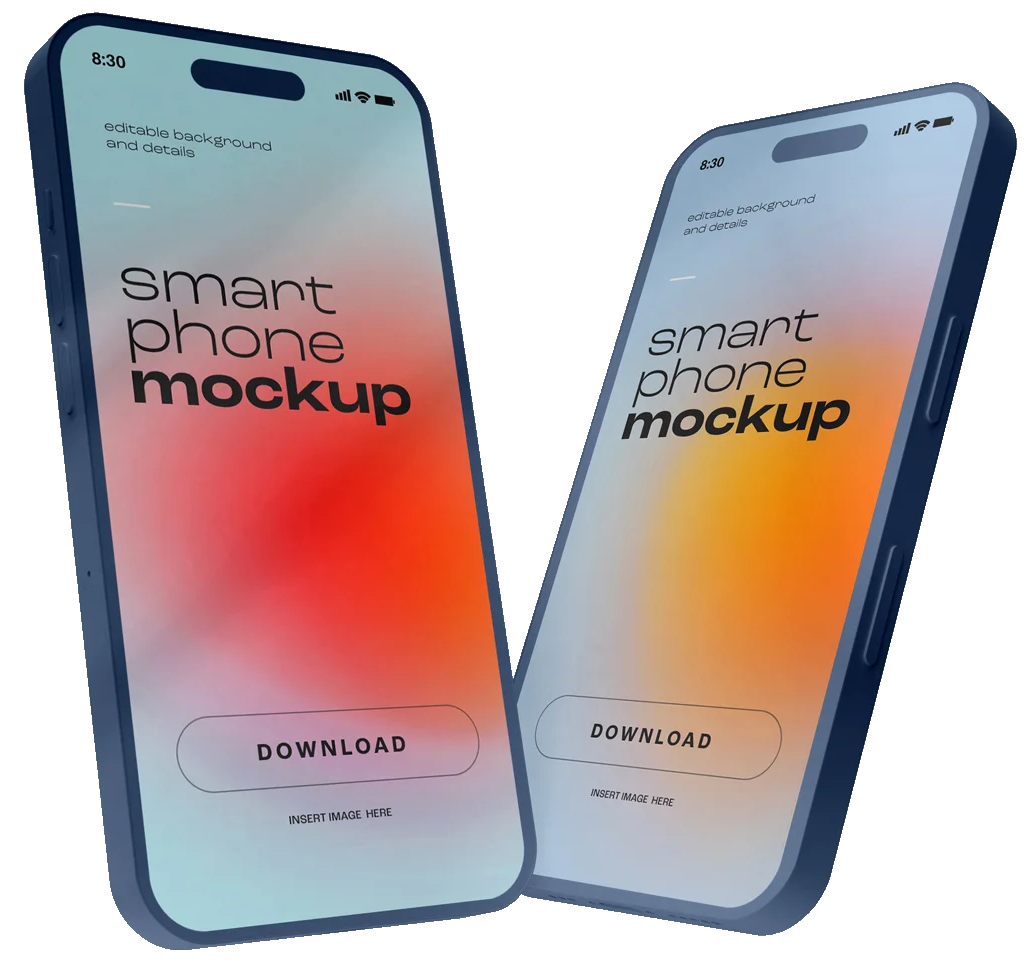 8:30
editable background
and details
smart
phone
mockup
DOWNLOAD
INSERT IMAGE HERE
8:30
editable background
and details
smart
phone
mockup
DOWNLOAD
INSERT IMAGE HERE